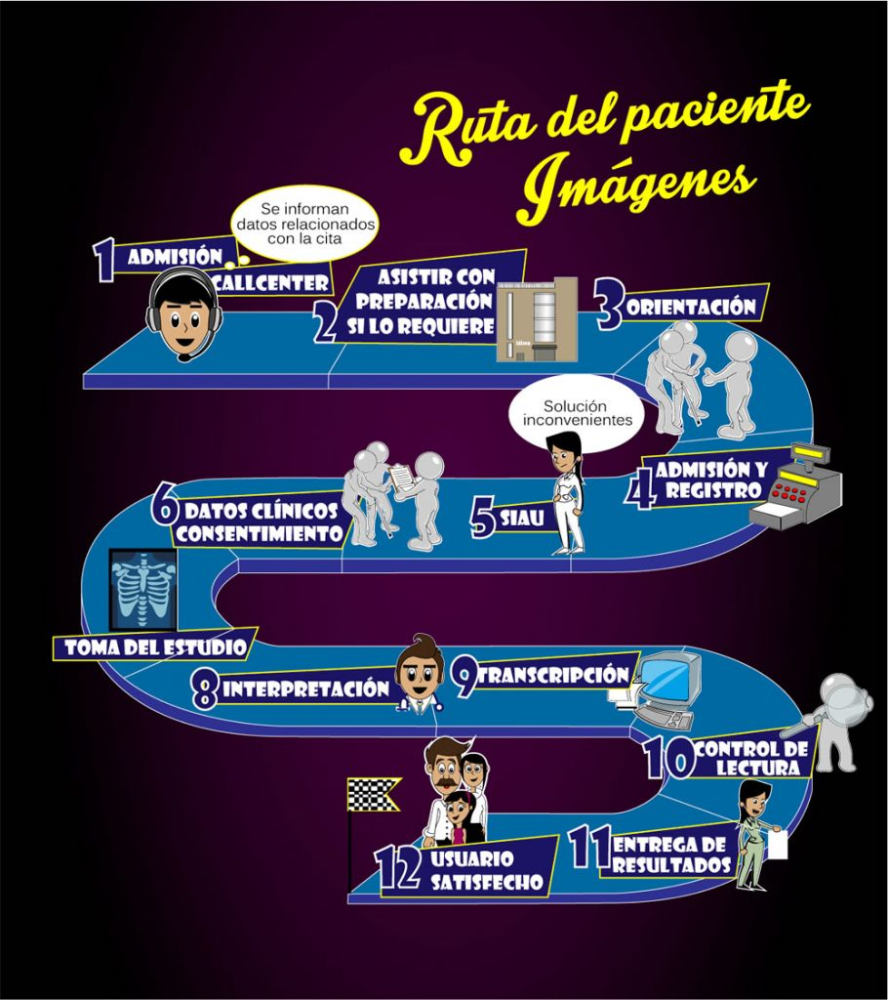 Ruta del paciente
Imágenes
Se informan
datos relacionados
con la cita
1 ADMISIÓN
CALLCENTER
2 ASISTIR CON
PREPARACIÓN
SI LO REQUIERE
3 ORIENTACIÓN
Solución
inconvenientes
4 ADMISIÓN Y
REGISTRO
5 SIAU
6 DATOS CLÍNICOS
CONSENTIMIENTO
TOMA DEL ESTUDIO
8 INTERPRETACIÓN
9 TRANSCRIPCIÓN
10 CONTROL DE
LECTURA
11 ENTREGA DE
RESULTADOS
12 USUARIO
SATISFECHO